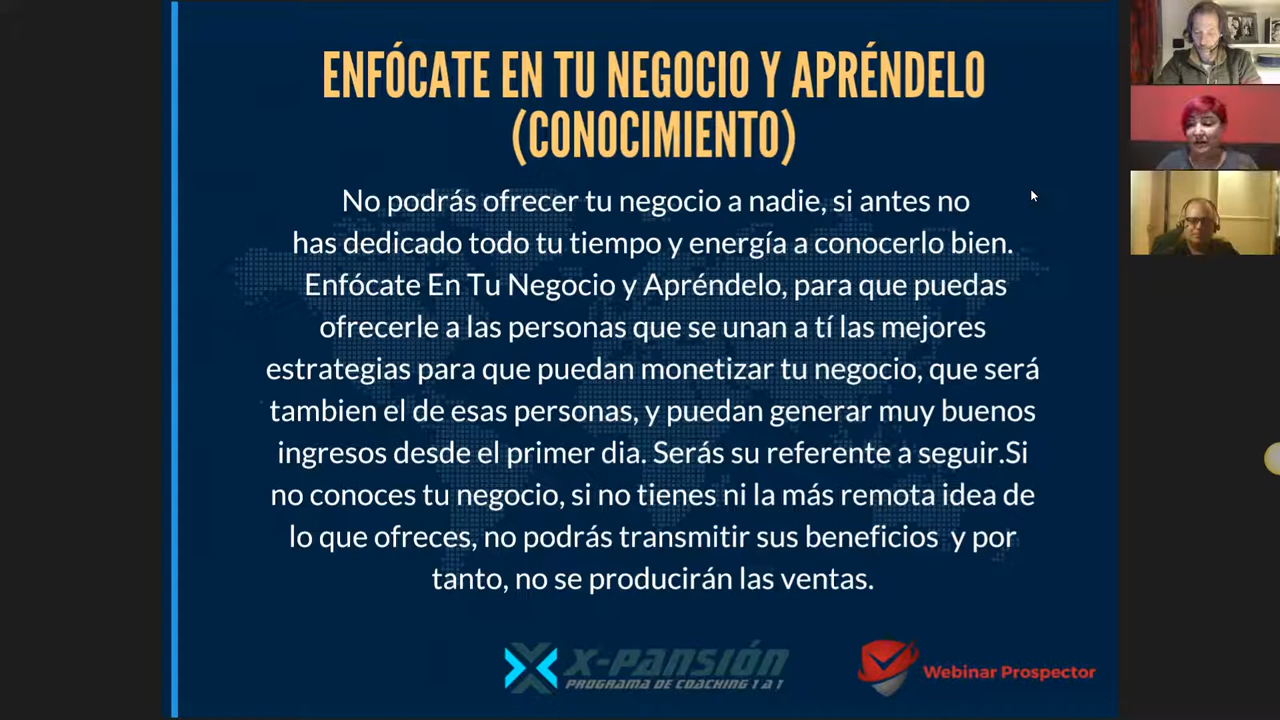 ENFÓCATE EN TU NEGOCIO Y APRÉNDELO
(CONOCIMIENTO)
No podrás ofrecer tu negocio a nadie, si antes no
has dedicado todo tu tiempo y energía a conocerlo bien.
Enfócate En Tu Negocio y Apréndelo, para que puedas
ofrecerle a las personas que se unan a tí las mejores
estrategias para que puedan monetizar tu negocio, que será
tambien el de esas personas, y puedan generar muy buenos
ingresos desde el primer dia. Serás su referente a seguir.Si
no conoces tu negocio, si no tienes ni la más remota idea de
lo que ofreces, no podrás transmitir sus beneficios y por
tanto, no se producirán las ventas.
X-PANSIÓN
PROGRAMA DE COACHING 1 A 1
Webinar Prospector